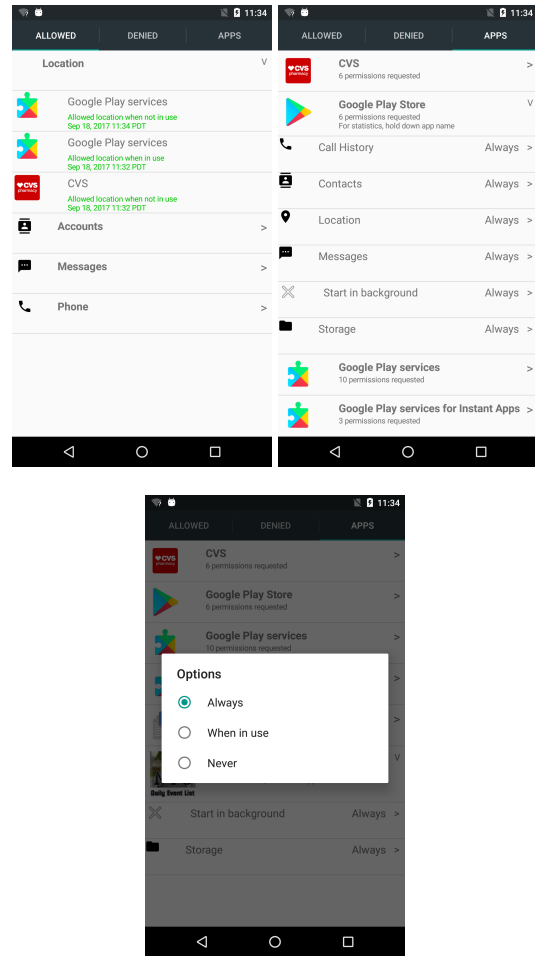 11:34
ALLOWED DENIED APPS
Location V
Google Play services
Allowed location when not in use
Sep 18, 2017 11:34 PDT
Google Play services
Allowed location when in use
Sep 18, 2017 11:32 PDT
CVS pharmacy
CVS
Allowed location when not in use
Sep 18, 2017 11:32 PDT
Accounts >
Messages >
Phone >
11:34
ALLOWED DENIED APPS
CVS pharmacy
CVS >
6 permissions requested
Google Play Store V
6 permissions requested
For statistics, hold down app name
Call History Always >
Contacts Always >
Location Always >
Messages Always >
Start in background Always >
Storage Always >
Google Play services >
10 permissions requested
Google Play services for Instant Apps >
3 permissions requested
11:34
ALLOWED DENIED APPS
CVS pharmacy
CVS >
6 permissions requested
Google Play Store >
6 permissions requested
Google Play services >
10 permissions requested
>
>
V
Options
Always
When in use
Never
Daily Event List
Start in background Always >
Storage Always >